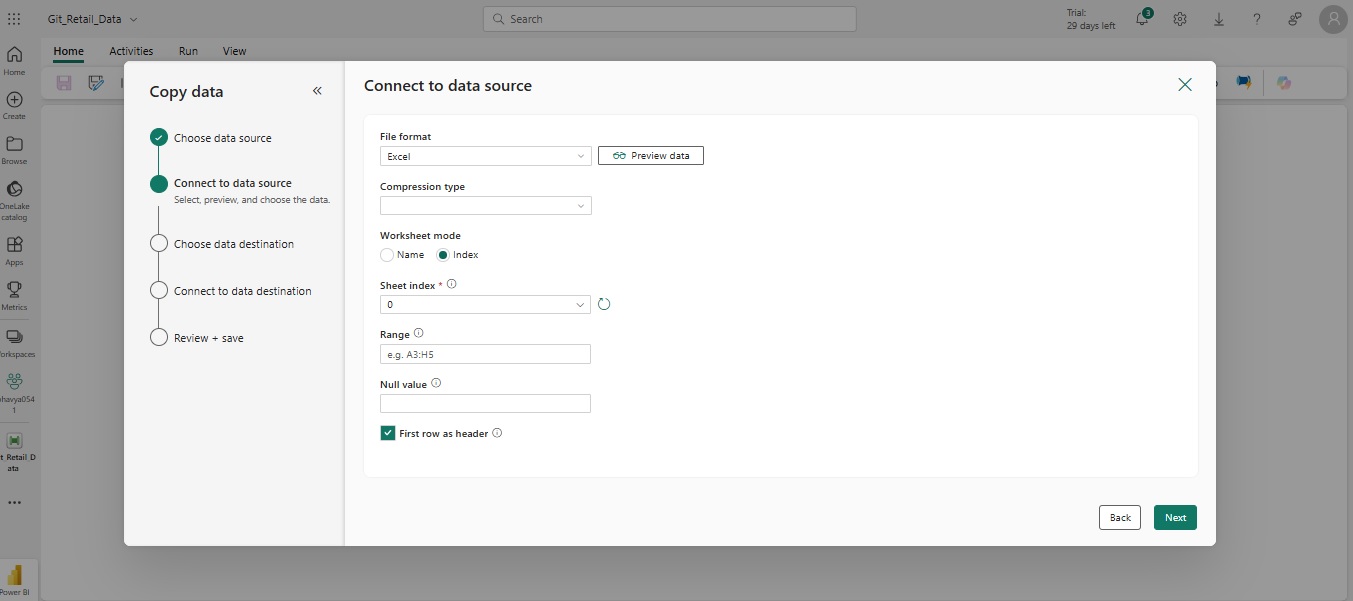 Git_Retail_Data
Search
Trial:
29 days left
3
Home
Activities
Run
View
Home
Create
Browse
OneLake
catalog
Apps
Metrics
orkspaces
havya054
1
t_Retail_D
ata
Power BI
Copy data
Choose data source
Connect to data source
Select, preview, and choose the data.
Choose data destination
Connect to data destination
Review + save
Connect to data source
File format
Excel
Preview data
Compression type
Worksheet mode
Name
Index
Sheet index *
0
Range
e.g. A3:H5
Null value
First row as header
Back
Next